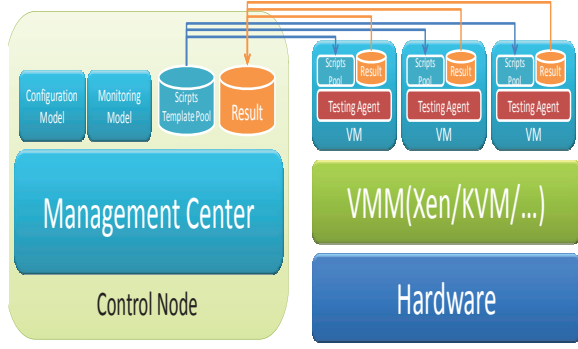 Configuration
Model
Monitoring
Model
Scripts
Template Pool
Result
Management Center
Control Node
Scripts
Pool
Result
Testing Agent
VM
Scripts
Pool
Result
Testing Agent
VM
Scripts
Pool
Result
Testing Agent
VM
VMM(Xen/KVM/...)
Hardware